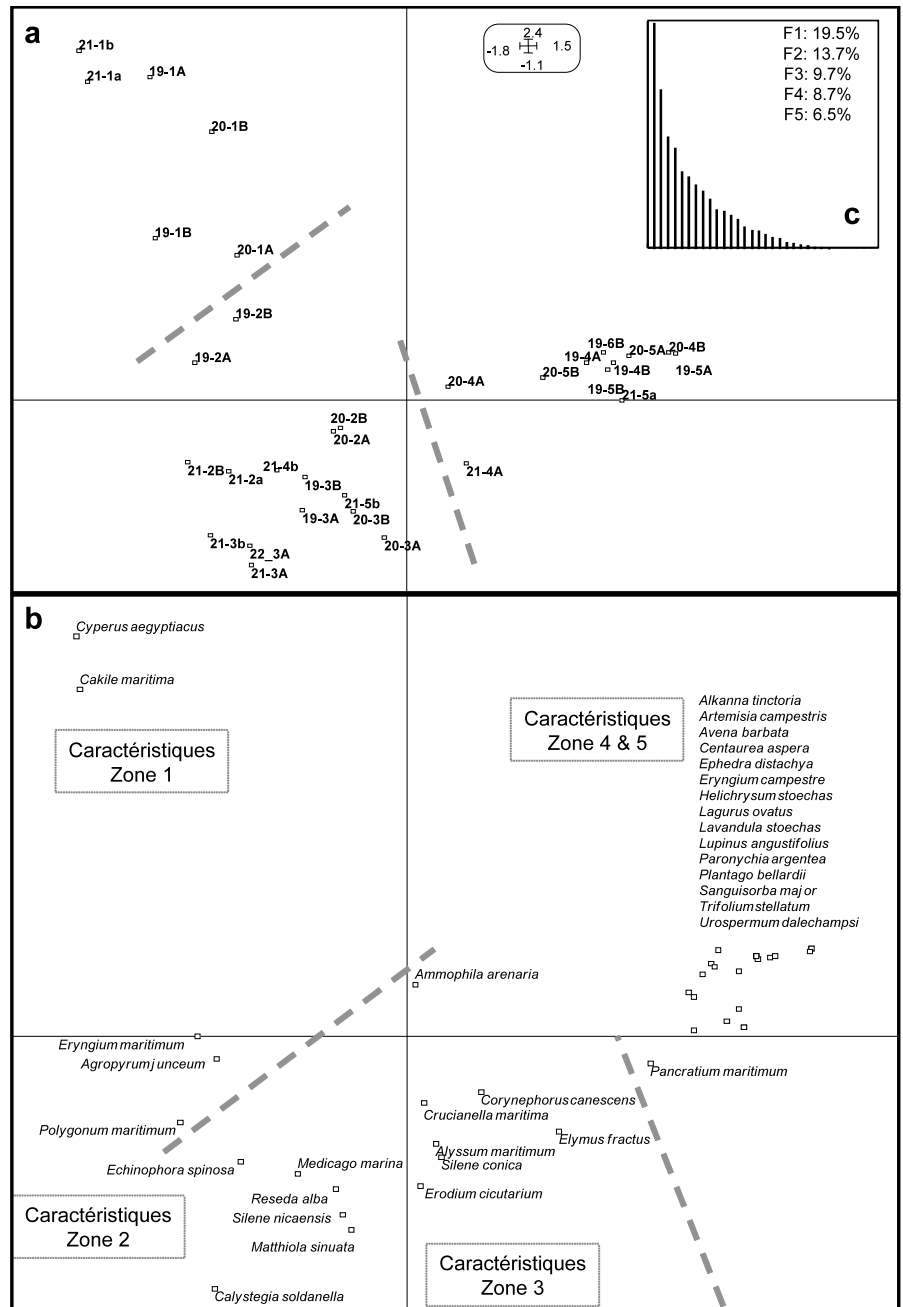 a
2.4
-1.8
1.5
-1.1
F1: 19.5%
F2: 13.7%
F3: 9.7%
F4: 8.7%
F5: 6.5%
c
21-1b
21-1a
19-1A
20-1B
19-1B
20-1A
19-2B
19-2A
19-6B
19-4A
20-5A
20-4B
20-5B
19-4B
19-5A
20-4A
19-5B
21-5a
20-2B
20-2A
21-2B
21-2a
21-4b
19-3B
21-4A
21-5b
19-3A
20-3B
21-3b
22_3A
20-3A
21-3A
b
Cyperus aegyptiacus
Cakile maritima
Caractéristiques
Zone 1
Caractéristiques
Zone 4 & 5
Alkanna tinctoria
Artemisia campestris
Avena barbata
Centaurea aspera
Ephedra distachya
Eryngium campestre
Helichrysum stoechas
Lagurus ovatus
Lavandula stoechas
Lupinus angustifolius
Paronychia argentea
Plantago bellardii
Sanguisorba major
Trifolium stellatum
Urospermum dalechampsi
Ammophila arenaria
Eryngium maritimum
Agropyrum junceum
Pancratium maritimum
Corynephorus canescens
Crucianella maritima
Polygonum maritimum
Elymus fractus
Alyssum maritimum
Silene conica
Echinophora spinosa
Medicago marina
Reseda alba
Erodium cicutarium
Silene nicaensis
Matthiola sinuata
Caractéristiques
Zone 2
Caractéristiques
Zone 3
Calystegia soldanella